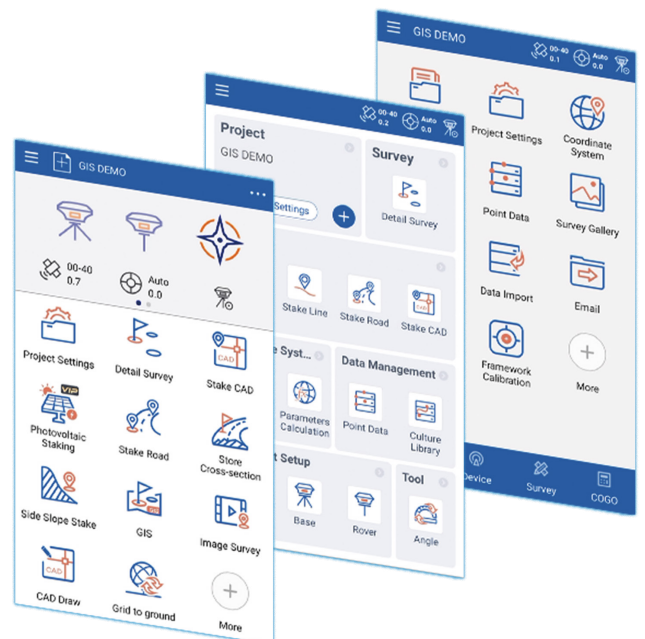 GIS DEMO
00-40
0.7
Auto
0.0
Project Settings
Detail Survey
Stake CAD
CAD
VIP
Photovoltaic
Staking
Stake Road
Store
Cross-section
Side Slope Stake
GIS
Image Survey
CAD
CAD Draw
Grid to ground
More
00-40
0.2
Auto
0.0
Project
GIS DEMO
Settings
Survey
Detail Survey
Stake Line
Stake Road
CAD
Stake CAD
e Syst...
Data Management
Parameters
Calculation
Point Data
Culture
Library
t Setup
Tool
Base
Rover
Angle
GIS DEMO
00-40
0.1
Auto
0.0
Project Settings
Coordinate
System
Point Data
Survey Gallery
Data Import
Email
Framework
Calibration
More
Device
Survey
COGO